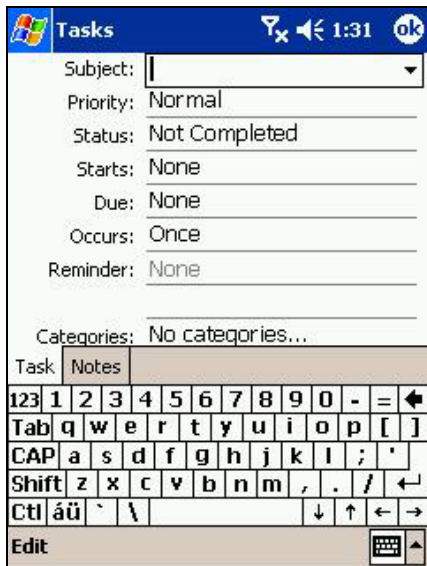 Tasks 1:31 ok
Subject:
Priority: Normal
Status: Not Completed
Starts: None
Due: None
Occurs: Once
Reminder: None
Categories: No categories...
Task Notes
123 1 2 3 4 5 6 7 8 9 0 - =
Tab q w e r t y u i o p [ ]
CAP a s d f g h j k l ; '
Shift z x c v b n m , . /
Ctl áü ` \
Edit